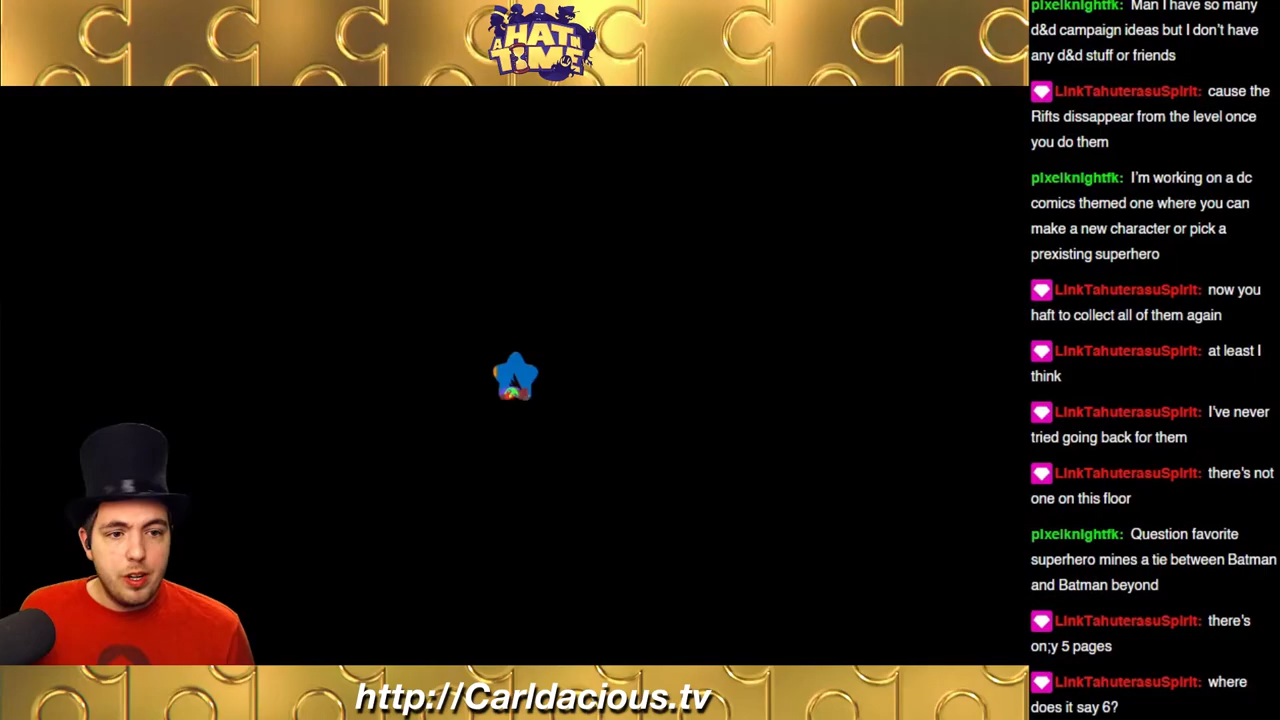 A HAT IN TIME
pixelknightfk: Man I have so many
d&d campaign ideas but I don't have
any d&d stuff or friends
LinkTahuterasuSpirit: cause the
Rifts dissappear from the level once
you do them
pixelknightfk: I'm working on a dc
comics themed one where you can
make a new character or pick a
prexisting superhero
LinkTahuterasuSpirit: now you
haft to collect all of them again
LinkTahuterasuSpirit: at least I
think
LinkTahuterasuSpirit: I've never
tried going back for them
LinkTahuterasuSpirit: there's not
one on this floor
pixelknightfk: Question favorite
superhero mines a tie between Batman
and Batman beyond
LinkTahuterasuSpirit: there's
on;y 5 pages
LinkTahuterasuSpirit: where
does it say 6?
http://Carldacious.tv